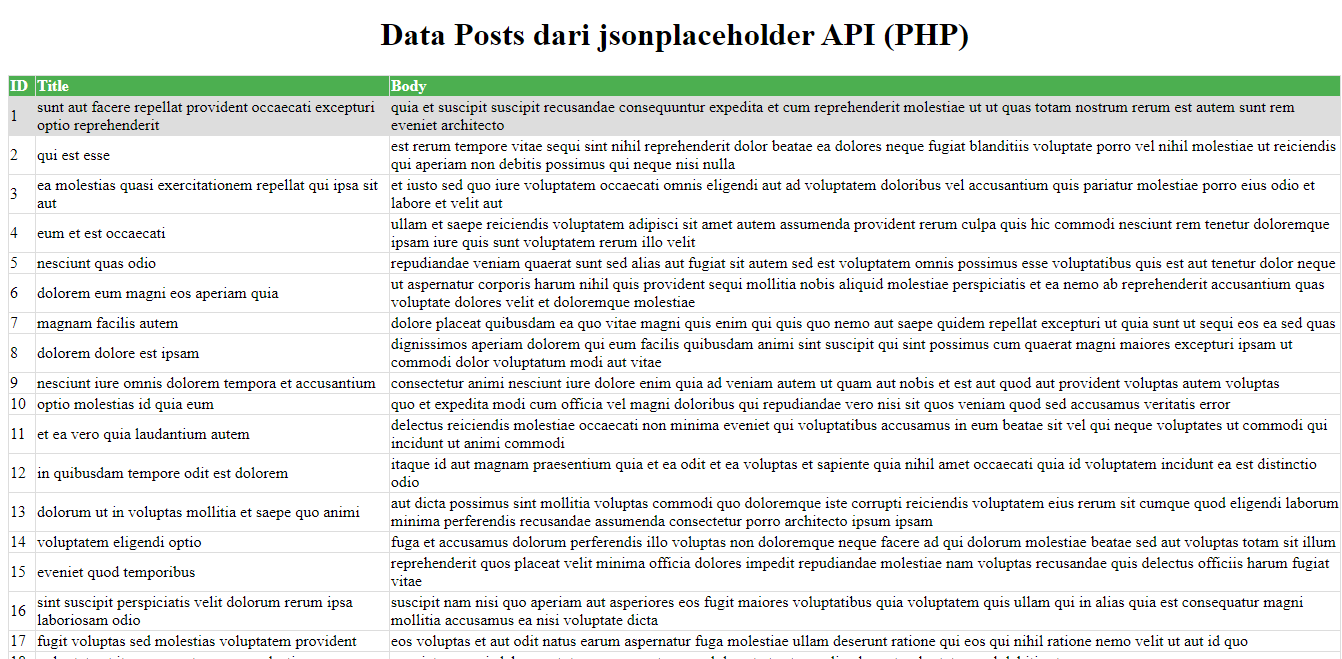 Data Posts dari jsonplaceholder API (PHP)
ID Title Body
1 sunt aut facere repellat provident occaecati excepturi optio reprehenderit quia et suscipit suscipit recusandae consequuntur expedita et cum reprehenderit molestiae ut ut quas totam nostrum rerum est autem sunt rem eveniet architecto
2 qui est esse est rerum tempore vitae sequi sint nihil reprehenderit dolor beatae ea dolores neque fugiat blanditiis voluptate porro vel nihil molestiae ut reiciendis qui aperiam non debitis possimus qui neque nisi nulla
3 ea molestias quasi exercitationem repellat qui ipsa sit aut et iusto sed quo iure voluptatem occaecati omnis eligendi aut ad voluptatem doloribus vel accusantium quis pariatur molestiae porro eius odio et labore et velit aut
4 eum et est occaecati ullam et saepe reiciendis voluptatem adipisci sit amet autem assumenda provident rerum culpa quis hic commodi nesciunt rem tenetur doloremque ipsam iure quis sunt voluptatem rerum illo velit
5 nesciunt quas odio repudiandae veniam quaerat sunt sed alias aut fugiat sit autem sed est voluptatem omnis possimus esse voluptatibus quis est aut tenetur dolor neque
6 dolorem eum magni eos aperiam quia ut aspernatur corporis harum nihil quis provident sequi mollitia nobis aliquid molestiae perspiciatis et ea nemo ab reprehenderit accusantium quas voluptate dolores velit et doloremque molestiae
7 magnam facilis autem dolore placeat quibusdam ea quo vitae magni quis enim qui quis quo nemo aut saepe quidem repellat excepturi ut quia sunt ut sequi eos ea sed quas
8 dolorem dolore est ipsam dignissimos aperiam dolorem qui eum facilis quibusdam animi sint suscipit qui sint possimus cum quaerat magni maiores excepturi ipsam ut commodi dolor voluptatum modi aut vitae
9 nesciunt iure omnis dolorem tempora et accusantium consectetur animi nesciunt iure dolore enim quia ad veniam autem ut quam aut nobis et est aut quod aut provident voluptas autem voluptas
10 optio molestias id quia eum quo et expedita modi cum officia vel magni doloribus qui repudiandae vero nisi sit quos veniam quod sed accusamus veritatis error
11 et ea vero quia laudantium autem delectus reiciendis molestiae occaecati non minima eveniet qui voluptatibus accusamus in eum beatae sit vel qui neque voluptates ut commodi qui incidunt ut animi commodi
12 in quibusdam tempore odit est dolorem itaque id aut magnam praesentium quia et ea odit et ea voluptas et sapiente quia nihil amet occaecati quia id voluptatem incidunt ea est distinctio odio
13 dolorum ut in voluptas mollitia et saepe quo animi aut dicta possimus sint mollitia voluptas commodi quo doloremque iste corrupti reiciendis voluptatem eius rerum sit cumque quod eligendi laborum minima perferendis recusandae assumenda consectetur porro architecto ipsum ipsam
14 voluptatem eligendi optio fuga et accusamus dolorum perferendis illo voluptas non doloremque neque facere ad qui dolorum molestiae beatae sed aut voluptas totam sit illum
15 eveniet quod temporibus reprehenderit quos placeat velit minima officia dolores impedit repudiandae molestiae nam voluptas recusandae quis delectus officiis harum fugiat vitae
16 sint suscipit perspiciatis velit dolorum rerum ipsa laboriosam odio suscipit nam nisi quo aperiam aut asperiores eos fugit maiores voluptatibus quia voluptatem quis ullam qui in alias quia est consequatur magni mollitia accusamus ea nisi voluptate dicta
17 fugit voluptas sed molestias voluptatem provident eos voluptas et aut odit natus earum aspernatur fuga molestiae ullam deserunt ratione qui eos qui nihil ratione nemo velit ut aut id quo